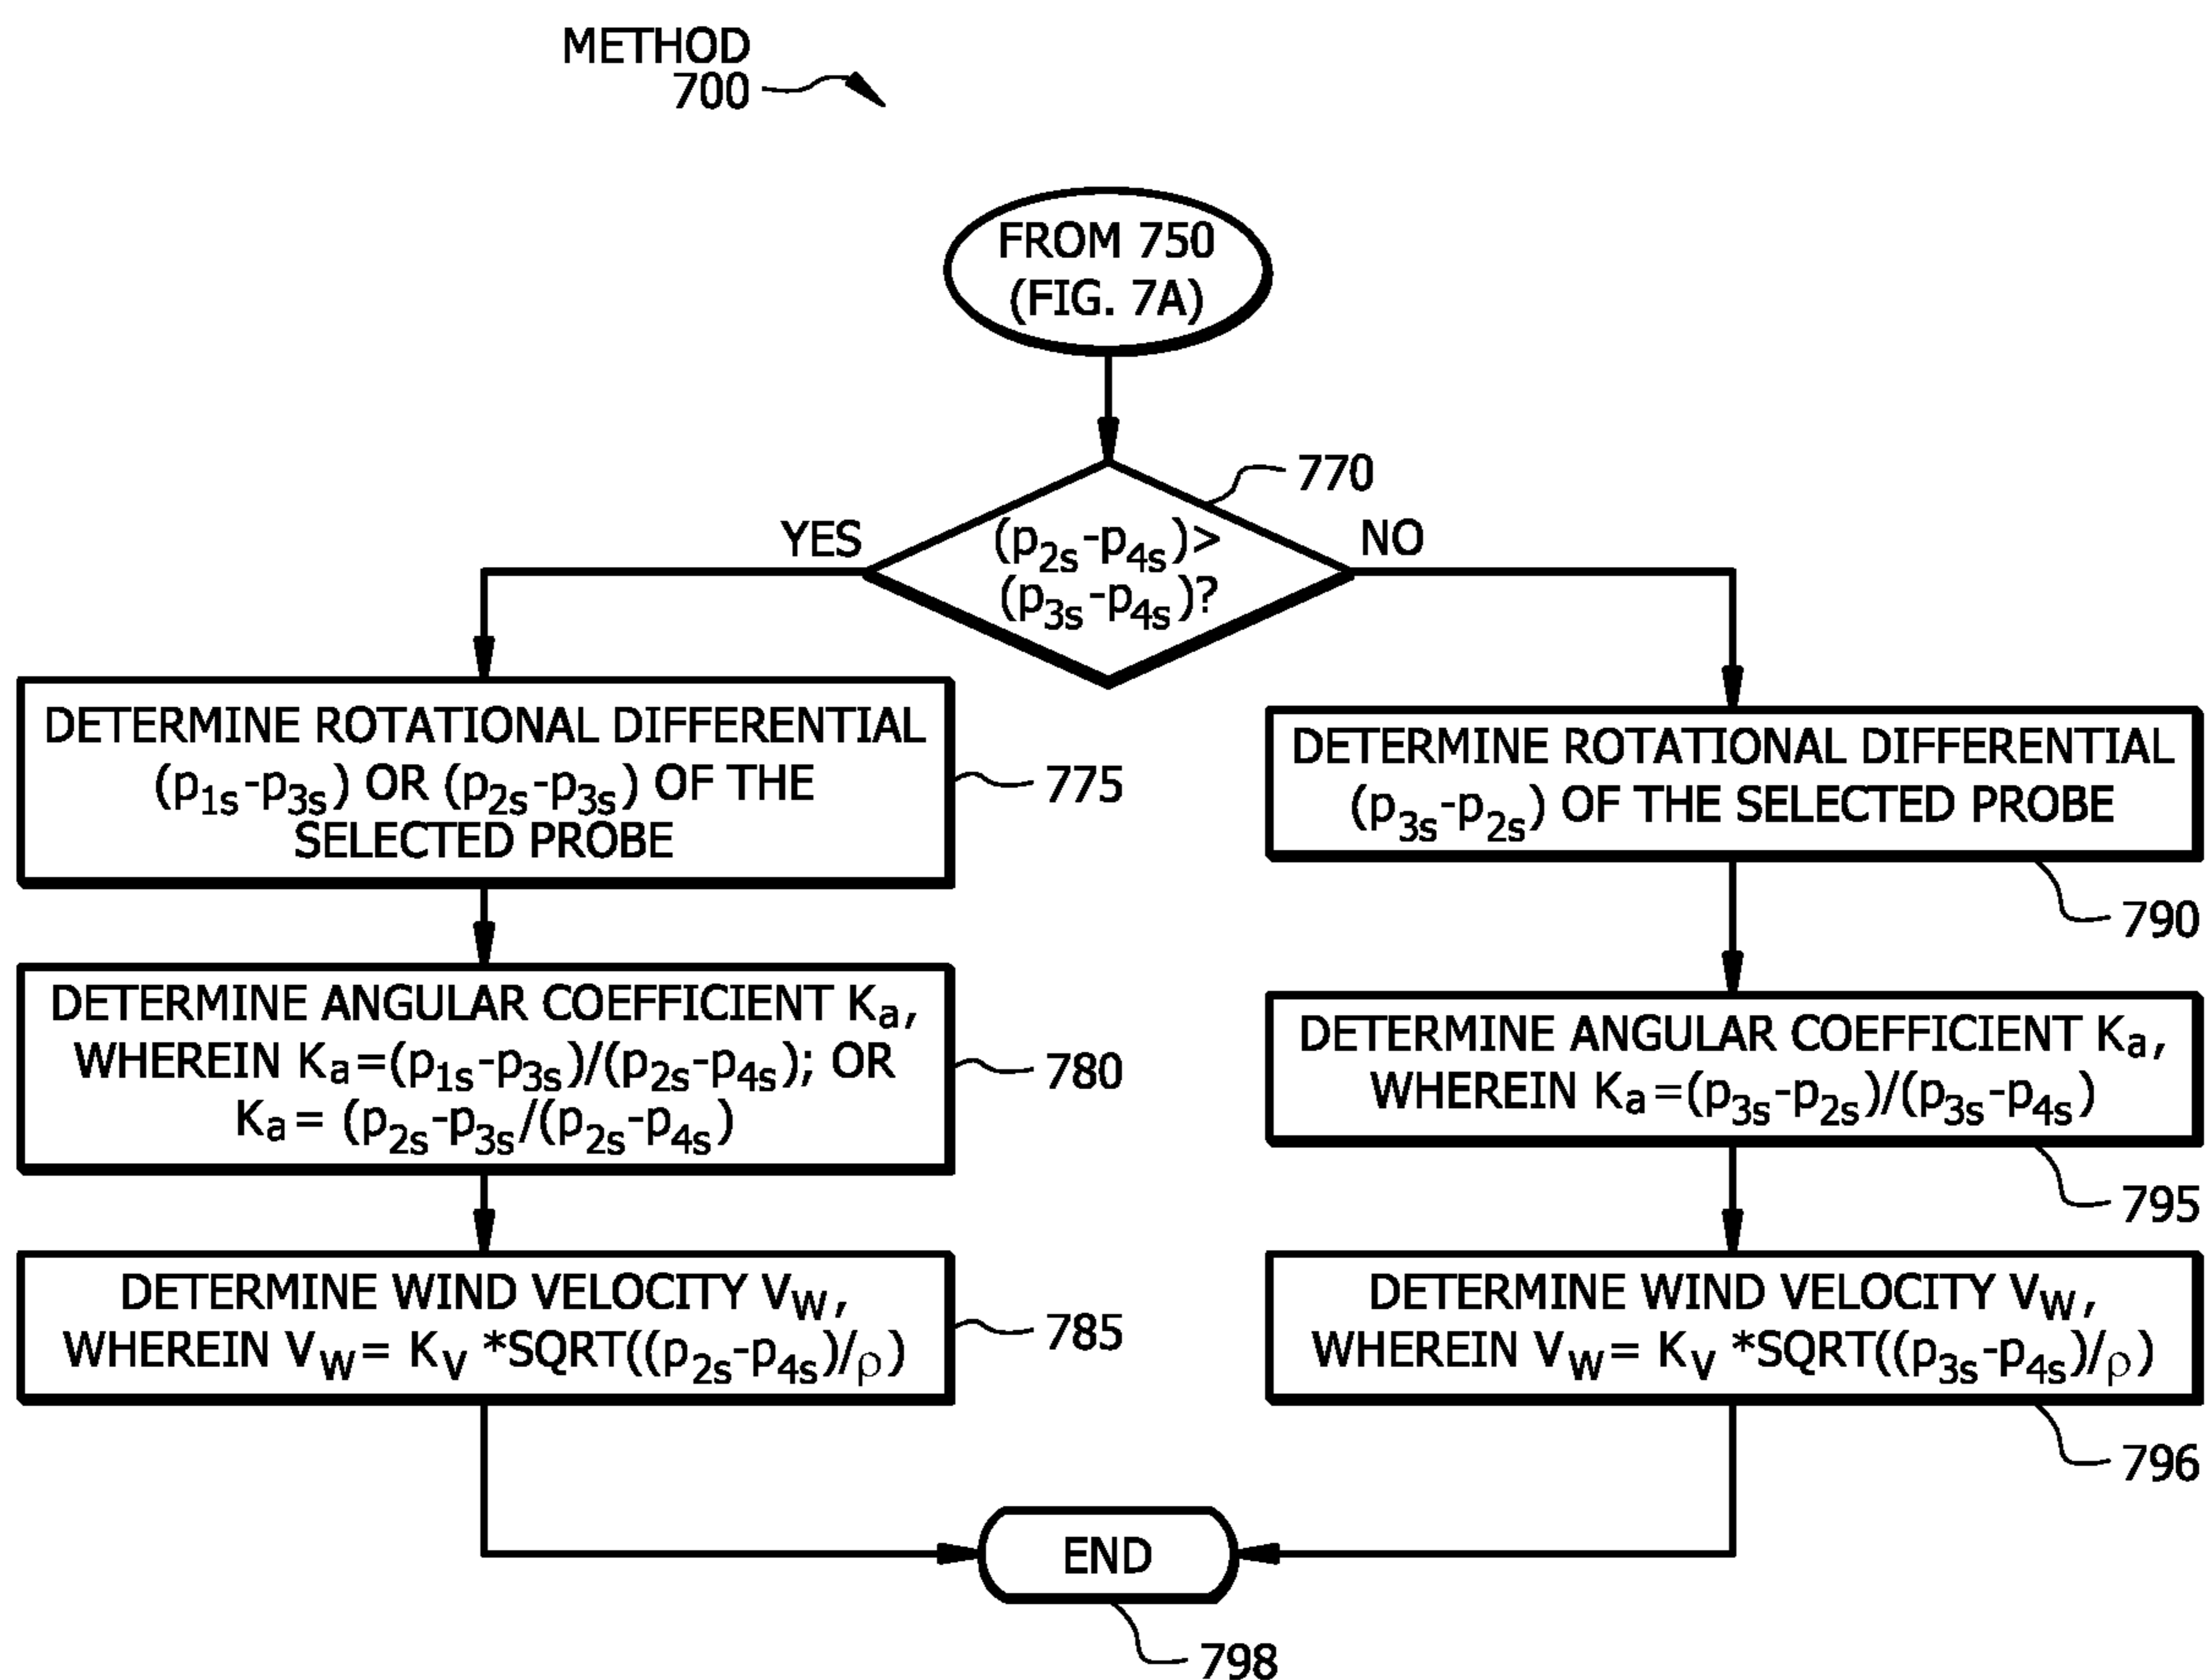 METHOD
700
FROM 750
(FIG. 7A)
770
YES
(p2s-p4s)>
(p3s-p4s)?
NO
DETERMINE ROTATIONAL DIFFERENTIAL
(p1s-p3s) OR (p2s-p3s) OF THE
SELECTED PROBE
775
DETERMINE ANGULAR COEFFICIENT Ka,
WHEREIN Ka=(p1s-p3s)/(p2s-p4s); OR
Ka= (p2s-p3s/(p2s-p4s)
780
DETERMINE WIND VELOCITY VW,
WHEREIN VW= KV *SQRT((p2s-p4s)/ρ)
785
DETERMINE ROTATIONAL DIFFERENTIAL
(p3s-p2s) OF THE SELECTED PROBE
790
DETERMINE ANGULAR COEFFICIENT Ka,
WHEREIN Ka=(p3s-p2s)/(p3s-p4s)
795
DETERMINE WIND VELOCITY VW,
WHEREIN VW= KV *SQRT((p3s-p4s)/ρ)
796
END
798